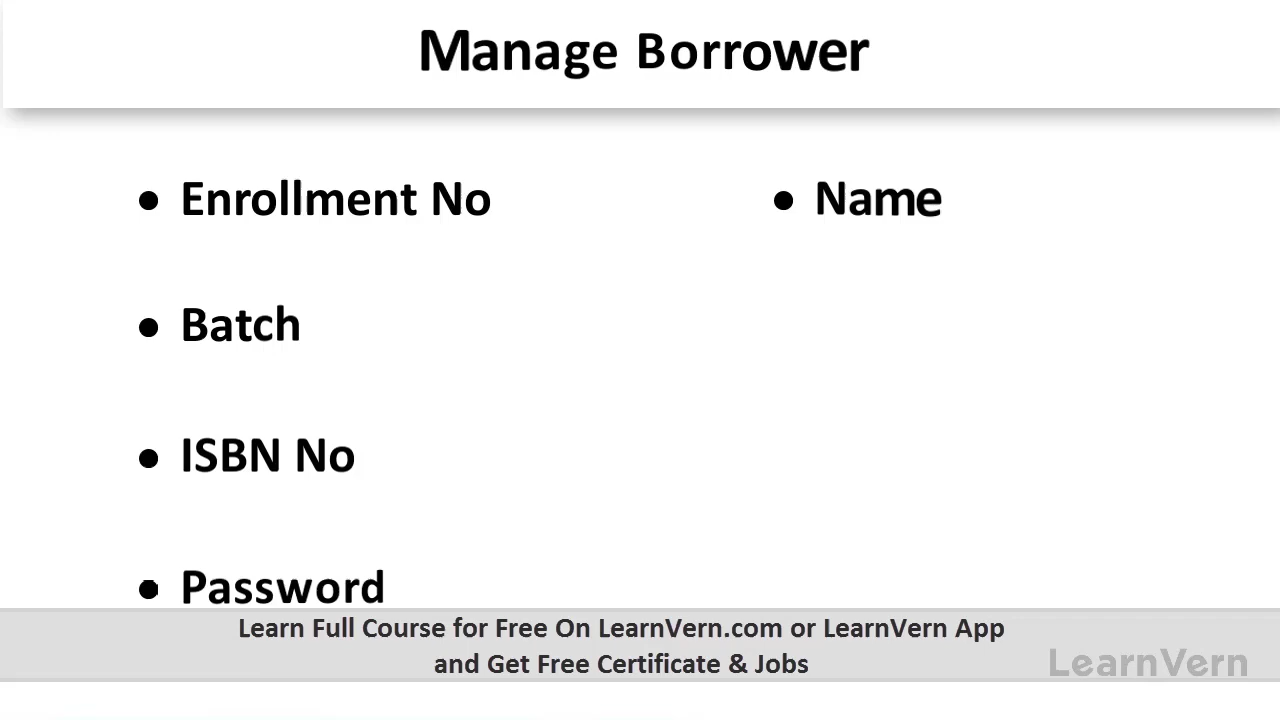 Manage Borrower
• Enrollment No
• Name
• Batch
• ISBN No
• Password
Learn Full Course for Free On LearnVern.com or LearnVern App
and Get Free Certificate & Jobs
LearnVern